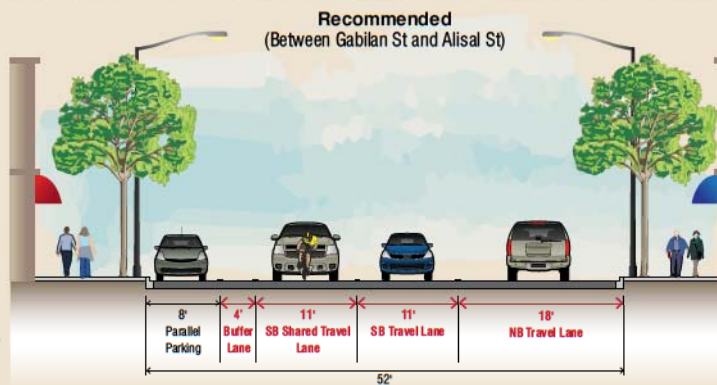 Recommended
(Between Gabilan St and Alisal St)
8'
Parallel
Parking
4'
Buffer
Lane
11'
SB Shared Travel
Lane
11'
SB Travel Lane
18'
NB Travel Lane
52'